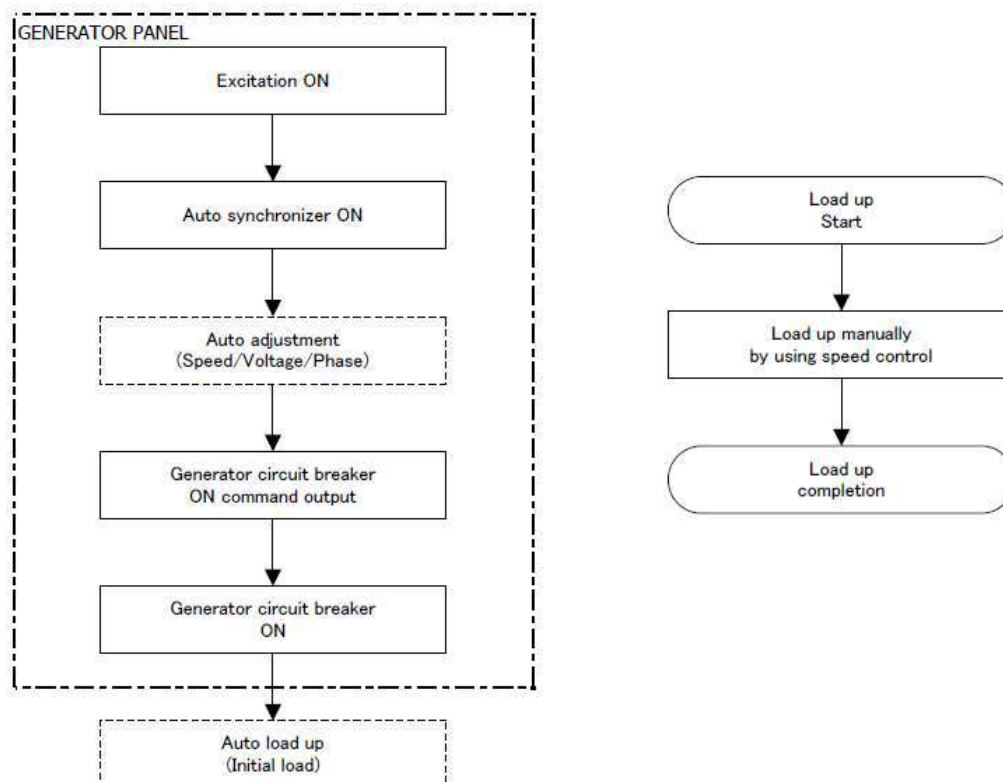 GENERATOR PANEL
Excitation ON
Auto synchronizer ON
Auto adjustment
(Speed/Voltage/Phase)
Generator circuit breaker
ON command output
Generator circuit breaker
ON
Auto load up
(Initial load)
Load up
Start
Load up manually
by using speed control
Load up
completion